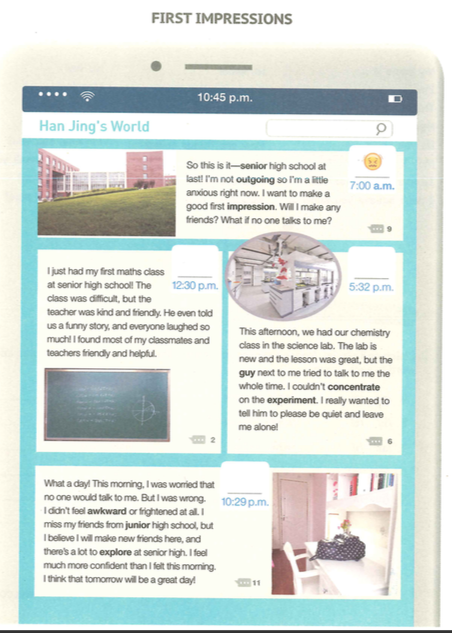 FIRST IMPRESSIONS
10:45 p.m.
Han Jing's World
So this is it—senior high school at
last! I'm not outgoing so I'm a little
anxious right now. I want to make a
good first impression. Will I make any
friends? What if no one talks to me?
7:00 a.m.
9
I just had my first maths class
at senior high school! The
class was difficult, but the
teacher was kind and friendly. He even told
us a funny story, and everyone laughed so
much! I found most of my classmates and
teachers friendly and helpful.
12:30 p.m.
2
5:32 p.m.
This afternoon, we had our chemistry
class in the science lab. The lab is
new and the lesson was great, but the
guy next to me tried to talk to me the
whole time. I couldn't concentrate
on the experiment. I really wanted to
tell him to please be quiet and leave
me alone!
6
What a day! This morning, I was worried that
no one would talk to me. But I was wrong.
I didn't feel awkward or frightened at all. I
miss my friends from junior high school, but
I believe I will make new friends here, and
there's a lot to explore at senior high. I feel
much more confident than I felt this morning.
I think that tomorrow will be a great day!
10:29 p.m.
11